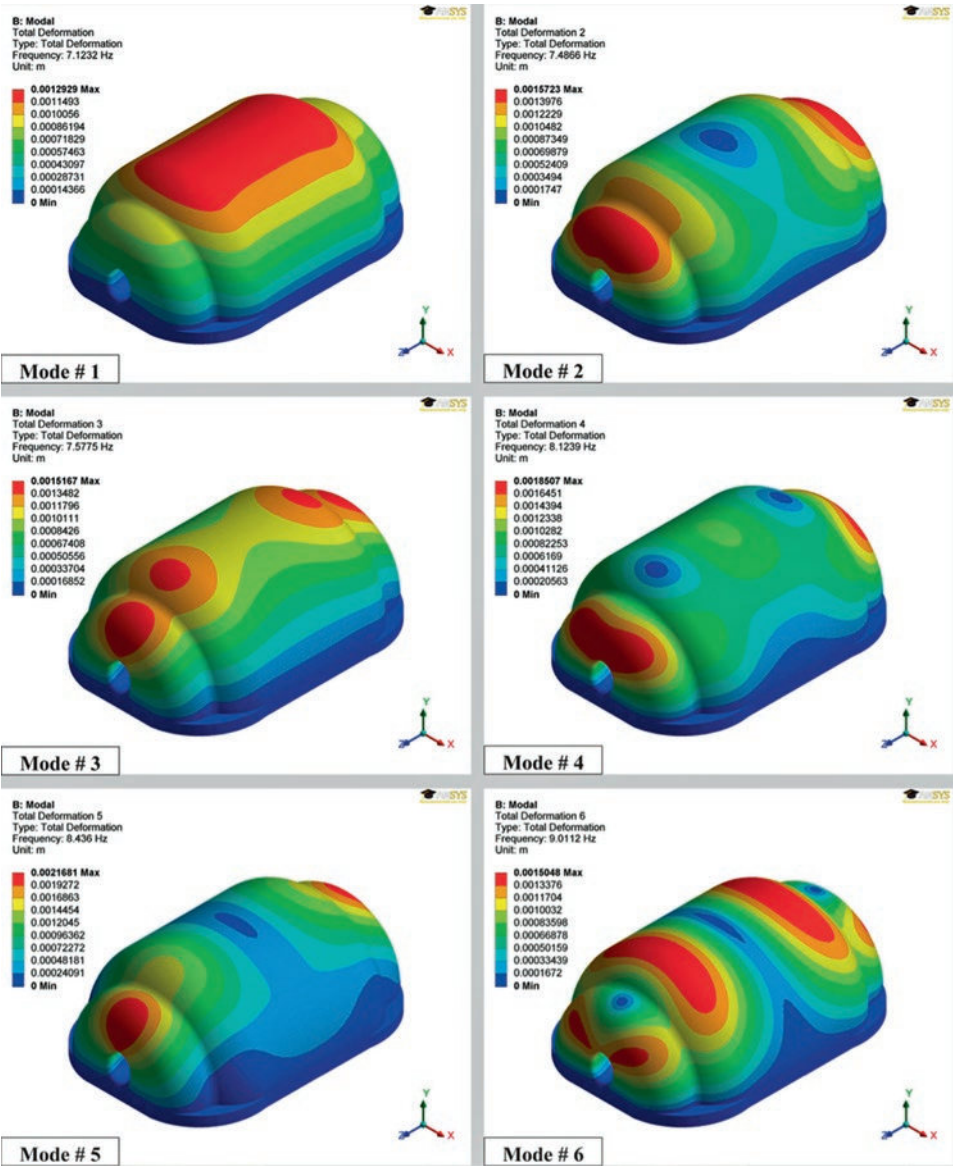 B: Modal
Total Deformation
Type: Total Deformation
Frequency: 7.1232 Hz
Unit: m
0.0012929 Max
0.0011493
0.0010056
0.00086194
0.00071829
0.00057463
0.00043097
0.00028731
0.00014366
0 Min
Y
Z
X
Mode # 1
B: Modal
Total Deformation 2
Type: Total Deformation
Frequency: 7.4866 Hz
Unit: m
0.0015723 Max
0.0013976
0.0012229
0.0010482
0.00087349
0.00069879
0.00052409
0.0003494
0.0001747
0 Min
Y
Z
X
Mode # 2
B: Modal
Total Deformation 3
Type: Total Deformation
Frequency: 7.5775 Hz
Unit: m
0.0015167 Max
0.0013482
0.0011796
0.0010111
0.0008426
0.00067408
0.00050556
0.00033704
0.00016852
0 Min
Y
Z
X
Mode # 3
B: Modal
Total Deformation 4
Type: Total Deformation
Frequency: 8.1239 Hz
Unit: m
0.0018507 Max
0.0016451
0.0014394
0.0012338
0.0010282
0.00082253
0.0006169
0.00041126
0.00020563
0 Min
Y
Z
X
Mode # 4
B: Modal
Total Deformation 5
Type: Total Deformation
Frequency: 8.436 Hz
Unit: m
0.0021681 Max
0.0019272
0.0016863
0.0014454
0.0012045
0.00096362
0.00072272
0.00048181
0.00024091
0 Min
Y
Z
X
Mode # 5
B: Modal
Total Deformation 6
Type: Total Deformation
Frequency: 9.0112 Hz
Unit: m
0.0015048 Max
0.0013376
0.0011704
0.0010032
0.00083598
0.00066878
0.00050159
0.00033439
0.0001672
0 Min
Y
Z
X
Mode # 6